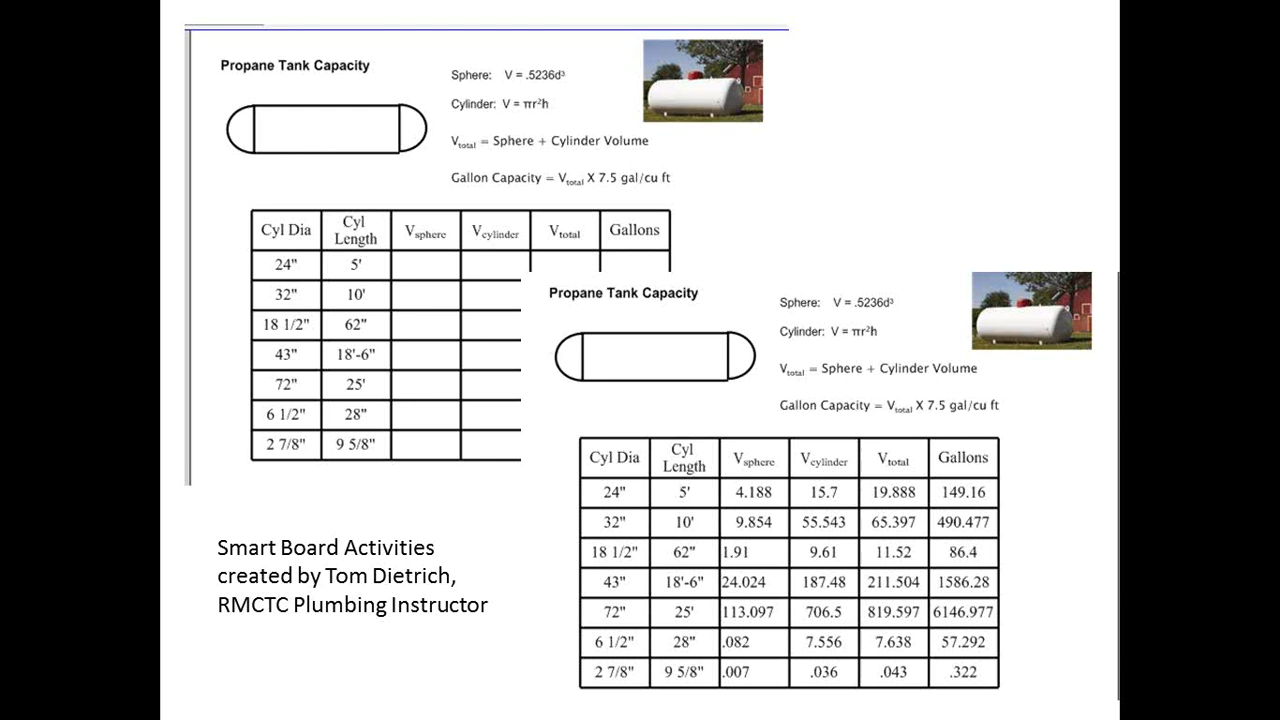 Propane Tank Capacity
Sphere: V = .5236d³
Cylinder: V = πr²h
Vtotal = Sphere + Cylinder Volume
Gallon Capacity = Vtotal X 7.5 gal/cu ft
Cyl Dia Cyl Length Vsphere Vcylinder Vtotal Gallons
24" 5'
32" 10'
18 1/2" 62"
43" 18'-6"
72" 25'
6 1/2" 28"
2 7/8" 9 5/8"
Propane Tank Capacity
Sphere: V = .5236d³
Cylinder: V = πr²h
Vtotal = Sphere + Cylinder Volume
Gallon Capacity = Vtotal X 7.5 gal/cu ft
Cyl Dia Cyl Length Vsphere Vcylinder Vtotal Gallons
24" 5' 4.188 15.7 19.888 149.16
32" 10' 9.854 55.543 65.397 490.477
18 1/2" 62" 1.91 9.61 11.52 86.4
43" 18'-6" 24.024 187.48 211.504 1586.28
72" 25' 113.097 706.5 819.597 6146.977
6 1/2" 28" .082 7.556 7.638 57.292
2 7/8" 9 5/8" .007 .036 .043 .322
Smart Board Activities
created by Tom Dietrich,
RMCTC Plumbing Instructor